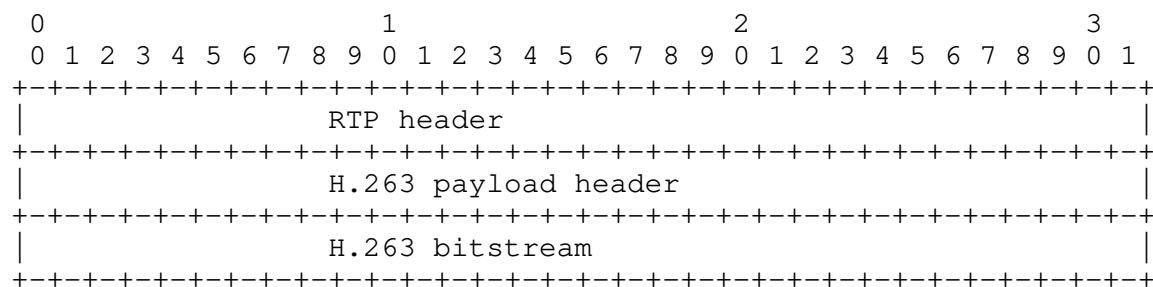 0                   1                   2                   3
 0 1 2 3 4 5 6 7 8 9 0 1 2 3 4 5 6 7 8 9 0 1 2 3 4 5 6 7 8 9 0 1
+-+-+-+-+-+-+-+-+-+-+-+-+-+-+-+-+-+-+-+-+-+-+-+-+-+-+-+-+-+-+-+-+
|                 RTP header                                    |
+-+-+-+-+-+-+-+-+-+-+-+-+-+-+-+-+-+-+-+-+-+-+-+-+-+-+-+-+-+-+-+-+
|                 H.263 payload header                          |
+-+-+-+-+-+-+-+-+-+-+-+-+-+-+-+-+-+-+-+-+-+-+-+-+-+-+-+-+-+-+-+-+
|                 H.263 bitstream                               |
+-+-+-+-+-+-+-+-+-+-+-+-+-+-+-+-+-+-+-+-+-+-+-+-+-+-+-+-+-+-+-+-+